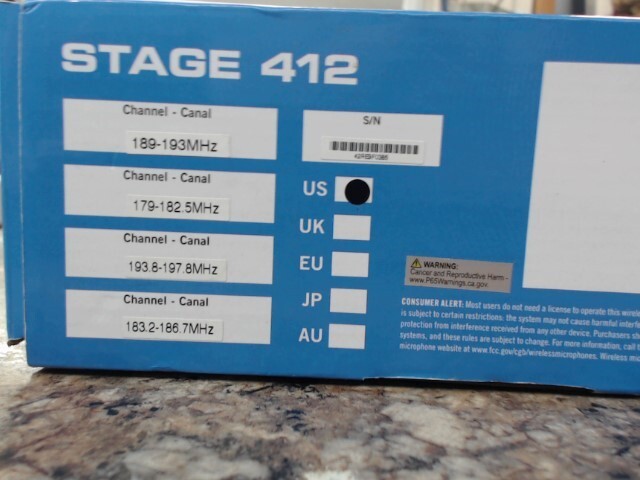 STAGE 412
Channel - Canal
189-193MHz
Channel - Canal
179-182.5MHz
Channel - Canal
193.8-197.8MHz
Channel - Canal
183.2-186.7MHz
S/N
US
UK
EU
JP
AU
WARNING:
Cancer and Reproductive Harm -
www.P65Warnings.ca.gov
CONSUMER ALERT: Most users do not need a license to operate this wirele
is subject to certain restrictions: the system may not cause harmful interfe
protection from interference received from any other device. Purchasers sh
systems, and these rules are subject to change. For more information, call t
microphone website at www.fcc.gov/cgb/wirelessmicrophones. Wireless mi